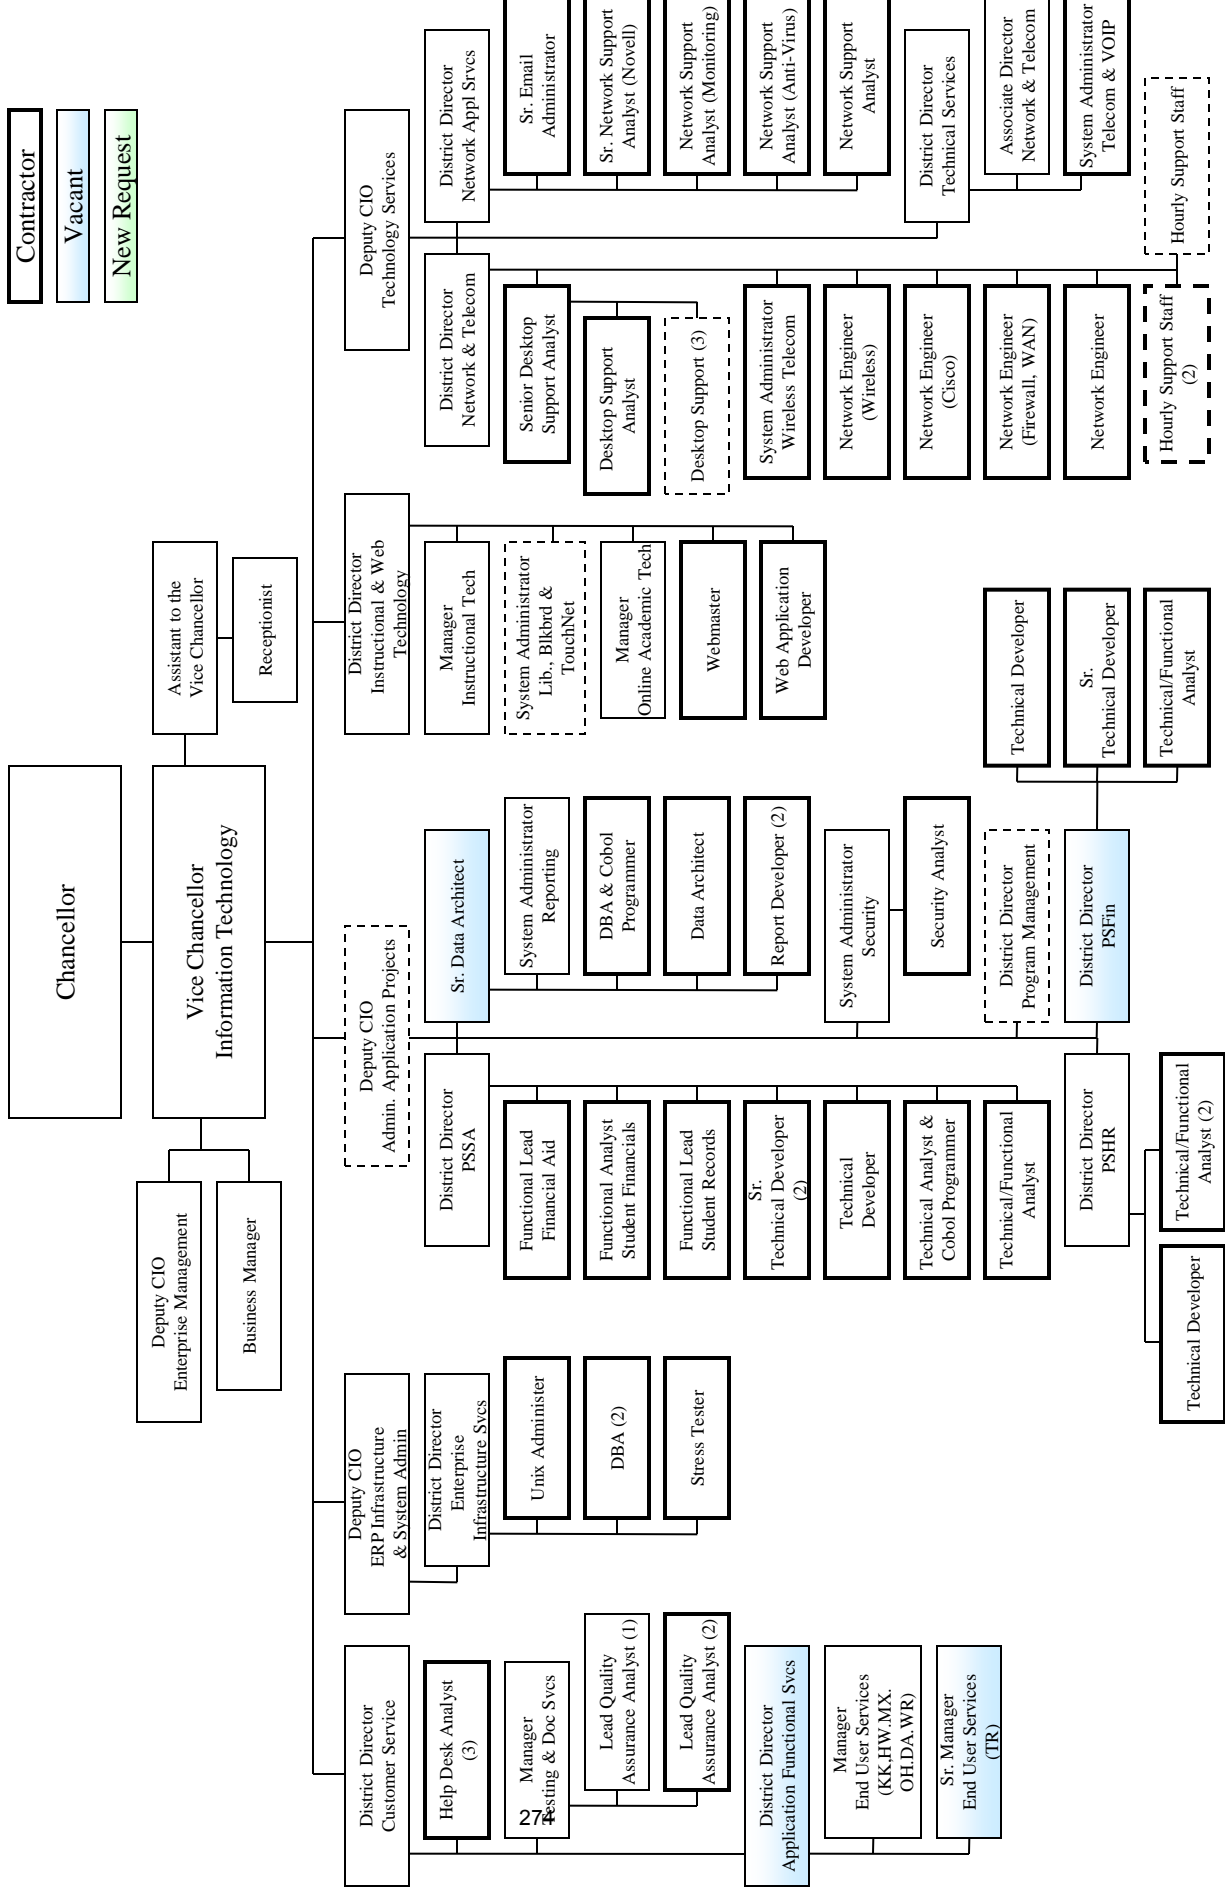 Contractor
Vacant
New Request
Chancellor
Vice Chancellor
Information Technology
Assistant to the
Vice Chancellor
Receptionist
Deputy CIO
Enterprise Management
Business Manager
District Director
Customer Service
Help Desk Analyst
(3)
Manager
Testing & Doc Svcs
Lead Quality
Assurance Analyst (1)
Lead Quality
Assurance Analyst (2)
District Director
Application Functional Svcs
Manager
End User Services
(KK,HW.MX.
OH.DA.WR)
Sr. Manager
End User Services
(TR)
Deputy CIO
ERP Infrastructure
& System Admin
District Director
Enterprise
Infrastructure Svcs
Unix Administer
DBA (2)
Stress Tester
Deputy CIO
Admin. Application Projects
District Director
PSSA
Functional Lead
Financial Aid
Functional Analyst
Student Financials
Functional Lead
Student Records
Sr.
Technical Developer
(2)
Technical
Developer
Technical Analyst &
Cobol Programmer
Technical/Functional
Analyst
Sr. Data Architect
System Administrator
Reporting
DBA & Cobol
Programmer
Data Architect
Report Developer (2)
System Administrator
Security
Security Analyst
District Director
Program Management
District Director
PSHR
Technical Developer
Technical/Functional
Analyst (2)
District Director
PSFin
Technical Developer
Sr.
Technical Developer
Technical/Functional
Analyst
District Director
Instructional & Web
Technology
Manager
Instructional Tech
System Administrator
Lib., Blkbrd &
TouchNet
Manager
Online Academic Tech
Webmaster
Web Application
Developer
Deputy CIO
Technology Services
District Director
Network & Telecom
Senior Desktop
Support Analyst
Desktop Support
Analyst
Desktop Support (3)
System Administrator
Wireless Telecom
Network Engineer
(Wireless)
Network Engineer
(Cisco)
Network Engineer
(Firewall, WAN)
Network Engineer
Hourly Support Staff
(2)
Hourly Support Staff
District Director
Network Appl Srvcs
Sr. Email
Administrator
Sr. Network Support
Analyst (Novell)
Network Support
Analyst (Monitoring)
Network Support
Analyst (Anti-Virus)
Network Support
Analyst
District Director
Technical Services
Associate Director
Network & Telecom
System Administrator
Telecom & VOIP
274